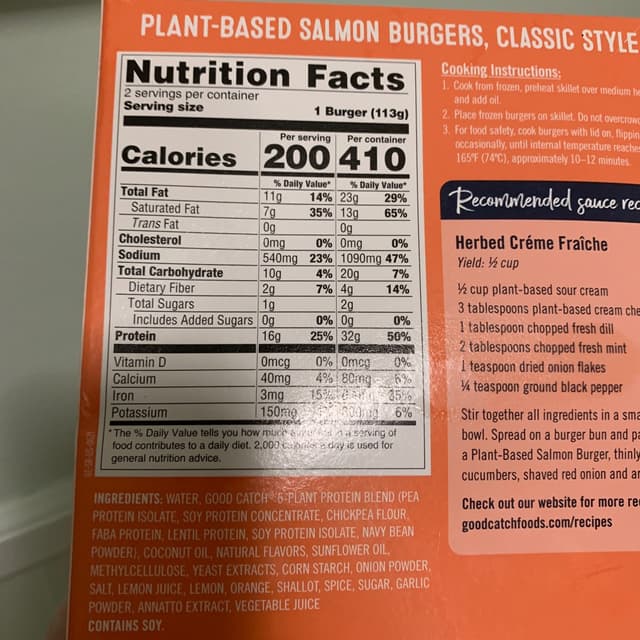 PLANT-BASED SALMON BURGERS, CLASSIC STYLE
Nutrition Facts
2 servings per container
Serving size 1 Burger (113g)
Per serving Per container
Calories 200 410
% Daily Value* % Daily Value*
Total Fat 11g 14% 23g 29%
Saturated Fat 7g 35% 13g 65%
Trans Fat 0g 0g
Cholesterol 0mg 0% 0mg 0%
Sodium 540mg 23% 1090mg 47%
Total Carbohydrate 10g 4% 20g 7%
Dietary Fiber 2g 7% 4g 14%
Total Sugars 1g 2g
Includes Added Sugars 0g 0% 0g 0%
Protein 16g 25% 32g 50%
Vitamin D 0mcg 0% 0mcg 0%
Calcium 40mg 4% 80mg 6%
Iron 3mg 15% 35%
Potassium 150mg 300mg 6%
*The % Daily Value tells you how much a in a serving of
food contributes to a daily diet. 2,000 calories a day is used for
general nutrition advice.
INGREDIENTS: WATER, GOOD CATCH 6-PLANT PROTEIN BLEND (PEA
PROTEIN ISOLATE, SOY PROTEIN CONCENTRATE, CHICKPEA FLOUR,
FABA PROTEIN, LENTIL PROTEIN, SOY PROTEIN ISOLATE, NAVY BEAN
POWDER), COCONUT OIL, NATURAL FLAVORS, SUNFLOWER OIL,
METHYLCELLULOSE, YEAST EXTRACTS, CORN STARCH, ONION POWDER,
SALT, LEMON JUICE, LEMON, ORANGE, SHALLOT, SPICE, SUGAR, GARLIC
POWDER, ANNATTO EXTRACT, VEGETABLE JUICE
CONTAINS SOY.
Cooking Instructions:
1. Cook from frozen, preheat skillet over medium
and add oil.
2. Place frozen burgers on skillet. Do not
3. For food safety, cook burgers with lid on,
occasionally, until internal temperature
165°F (74°C), approximately 10–12 minutes.
Recommended sauce
Herbed Créme Fraîche
Yield: ½ cup
½ cup plant-based sour cream
3 tablespoons plant-based cream
1 tablespoon chopped fresh dill
2 tablespoons chopped fresh mint
1 teaspoon dried onion flakes
¼ teaspoon ground black pepper
Stir together all ingredients in a
bowl. Spread on a burger bun and
a Plant-Based Salmon Burger, thinly
cucumbers, shaved red onion and
Check out our website for more
goodcatchfoods.com/recipes